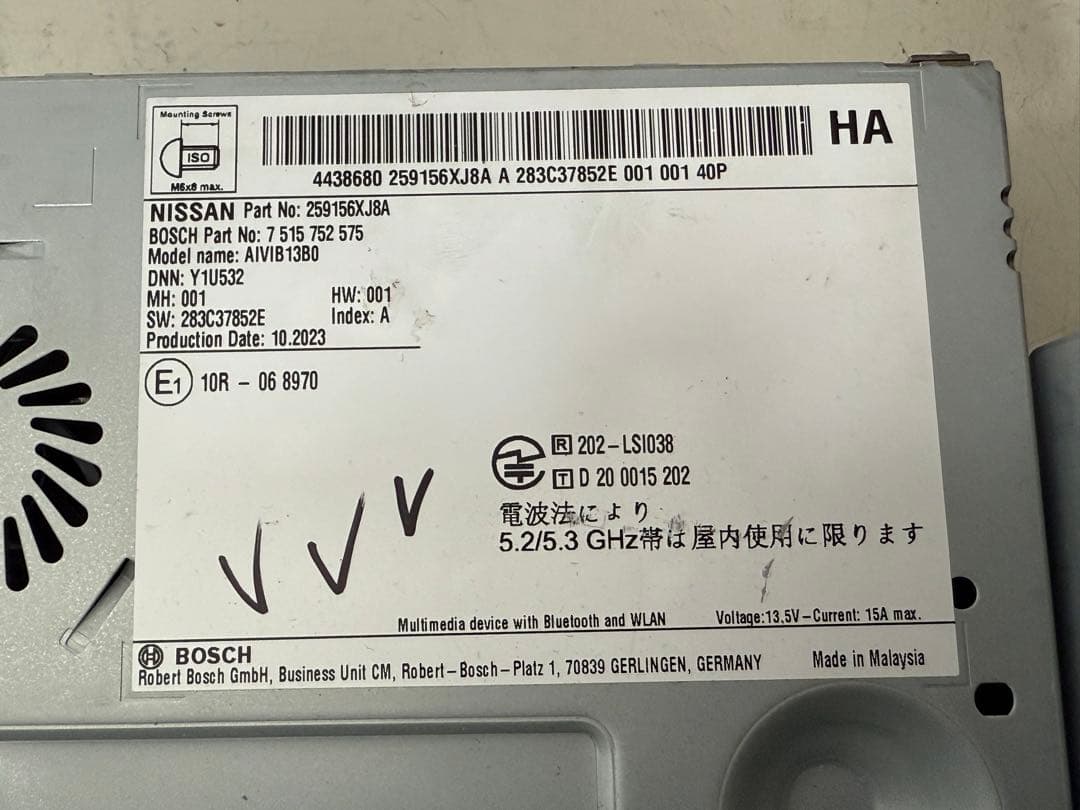 Mounting Screws
ISO
M6x8 max.
HA
4438680 259156XJ8A A 283C37852E 001 001 40P
NISSAN Part No: 259156XJ8A
BOSCH Part No: 7 515 752 575
Model name: AIVIB13B0
DNN: Y1U532
MH: 001 HW: 001
SW: 283C37852E Index: A
Production Date: 10.2023
E1 10R - 06 8970
R 202-LSI038
T D 20 0015 202
電波法により
5.2/5.3 GHz帯は屋内使用に限ります
Multimedia device with Bluetooth and WLAN Voltage:13.5V-Current: 15A max.
BOSCH
Robert Bosch GmbH, Business Unit CM, Robert-Bosch-Platz 1, 70839 GERLINGEN, GERMANY Made in Malaysia